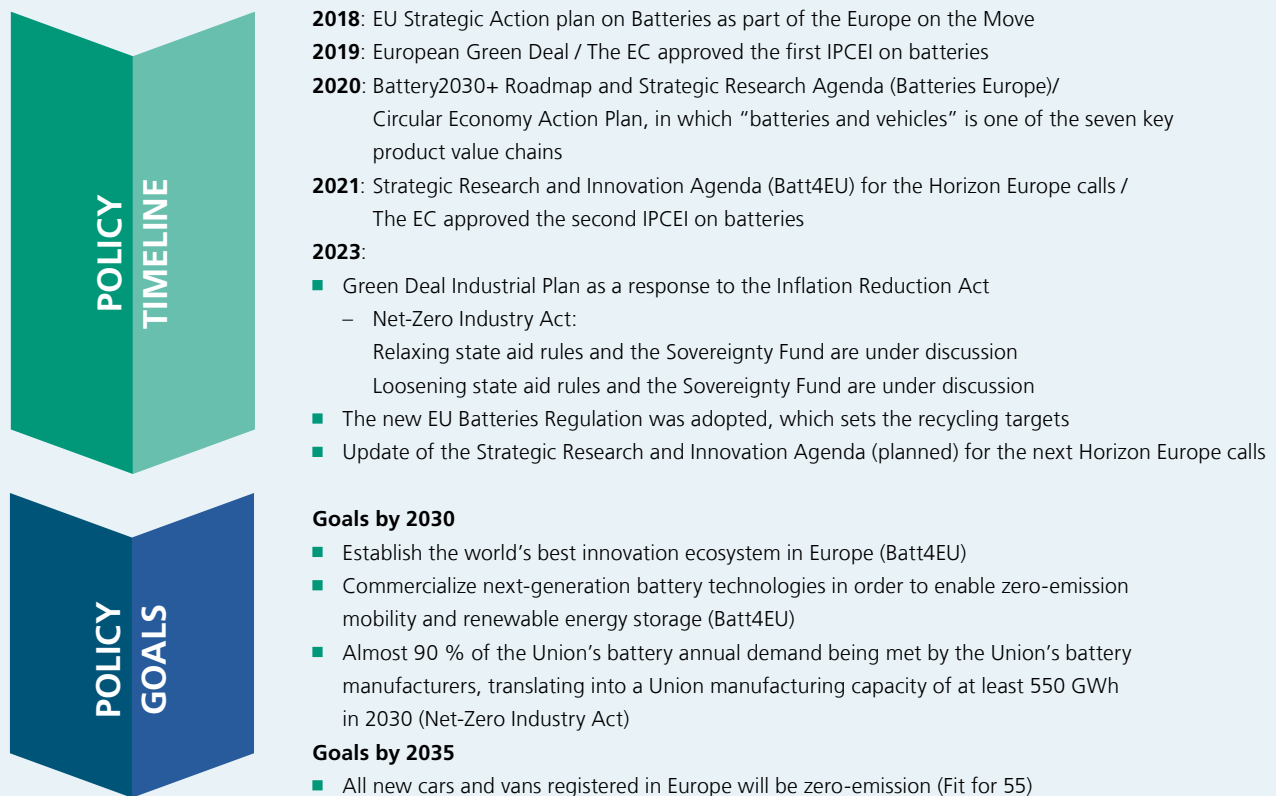 POLICY
TIMELINE
2018: EU Strategic Action plan on Batteries as part of the Europe on the Move
2019: European Green Deal / The EC approved the first IPCEI on batteries
2020: Battery2030+ Roadmap and Strategic Research Agenda (Batteries Europe)/
Circular Economy Action Plan, in which “batteries and vehicles” is one of the seven key
product value chains
2021: Strategic Research and Innovation Agenda (Batt4EU) for the Horizon Europe calls /
The EC approved the second IPCEI on batteries
2023:
■ Green Deal Industrial Plan as a response to the Inflation Reduction Act
– Net-Zero Industry Act:
Relaxing state aid rules and the Sovereignty Fund are under discussion
Loosening state aid rules and the Sovereignty Fund are under discussion
■ The new EU Batteries Regulation was adopted, which sets the recycling targets
■ Update of the Strategic Research and Innovation Agenda (planned) for the next Horizon Europe calls
POLICY
GOALS
Goals by 2030
■ Establish the world’s best innovation ecosystem in Europe (Batt4EU)
■ Commercialize next-generation battery technologies in order to enable zero-emission
mobility and renewable energy storage (Batt4EU)
■ Almost 90 % of the Union’s battery annual demand being met by the Union’s battery
manufacturers, translating into a Union manufacturing capacity of at least 550 GWh
in 2030 (Net-Zero Industry Act)
Goals by 2035
■ All new cars and vans registered in Europe will be zero-emission (Fit for 55)